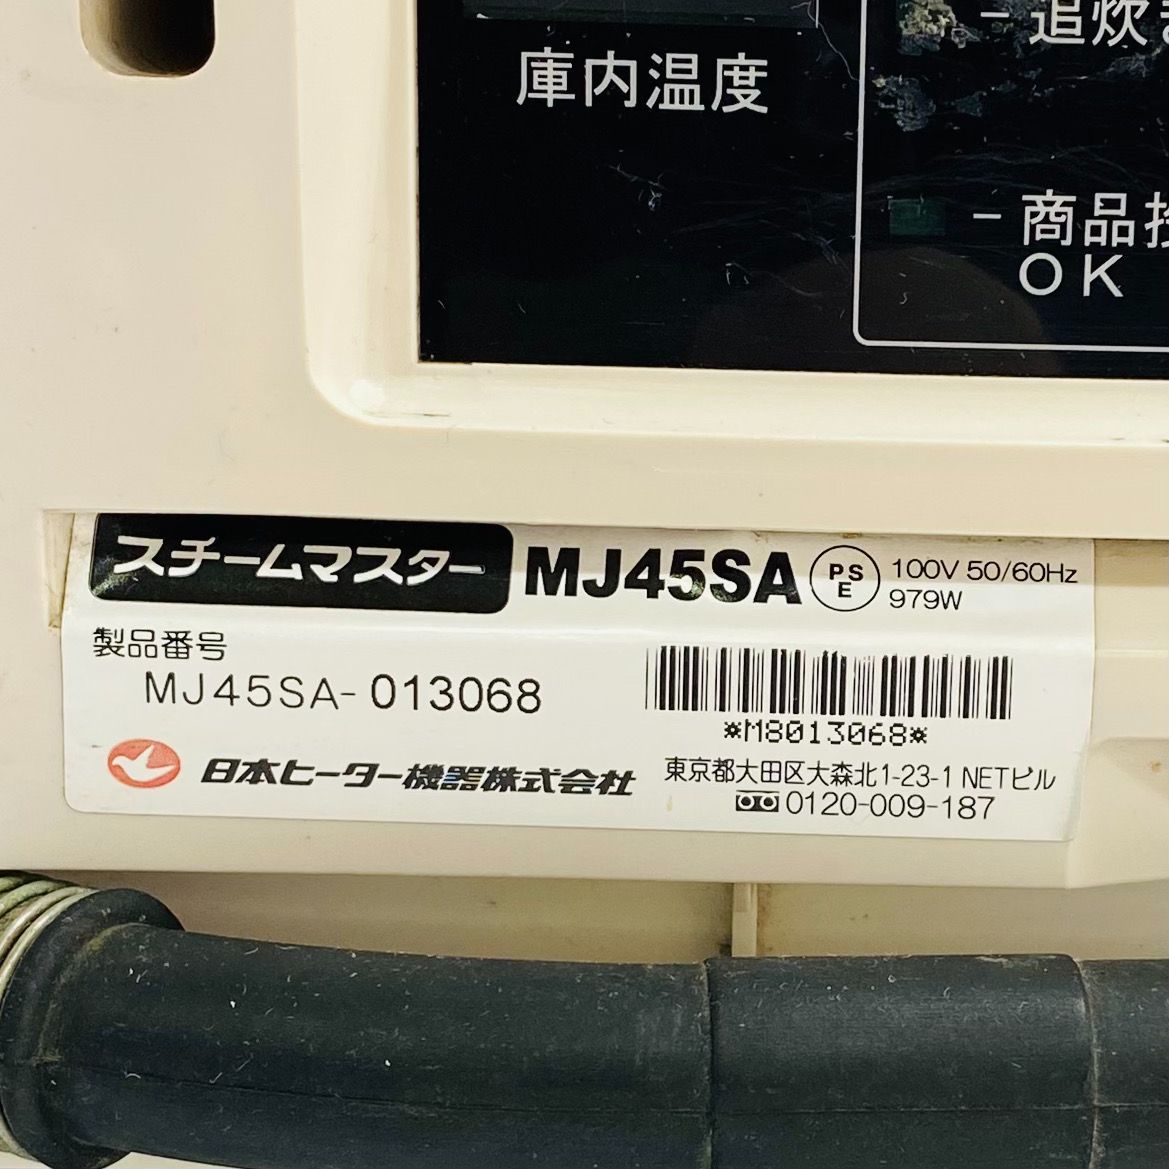 庫内温度
- 追炊
- 商品
OK
スチームマスター MJ45SA PSE 100V 50/60Hz
979W
製品番号
MJ45SA-013068
*M8013068*
日本ヒーター機器株式会社
東京都大田区大森北1-23-1 NETビル
0120-009-187